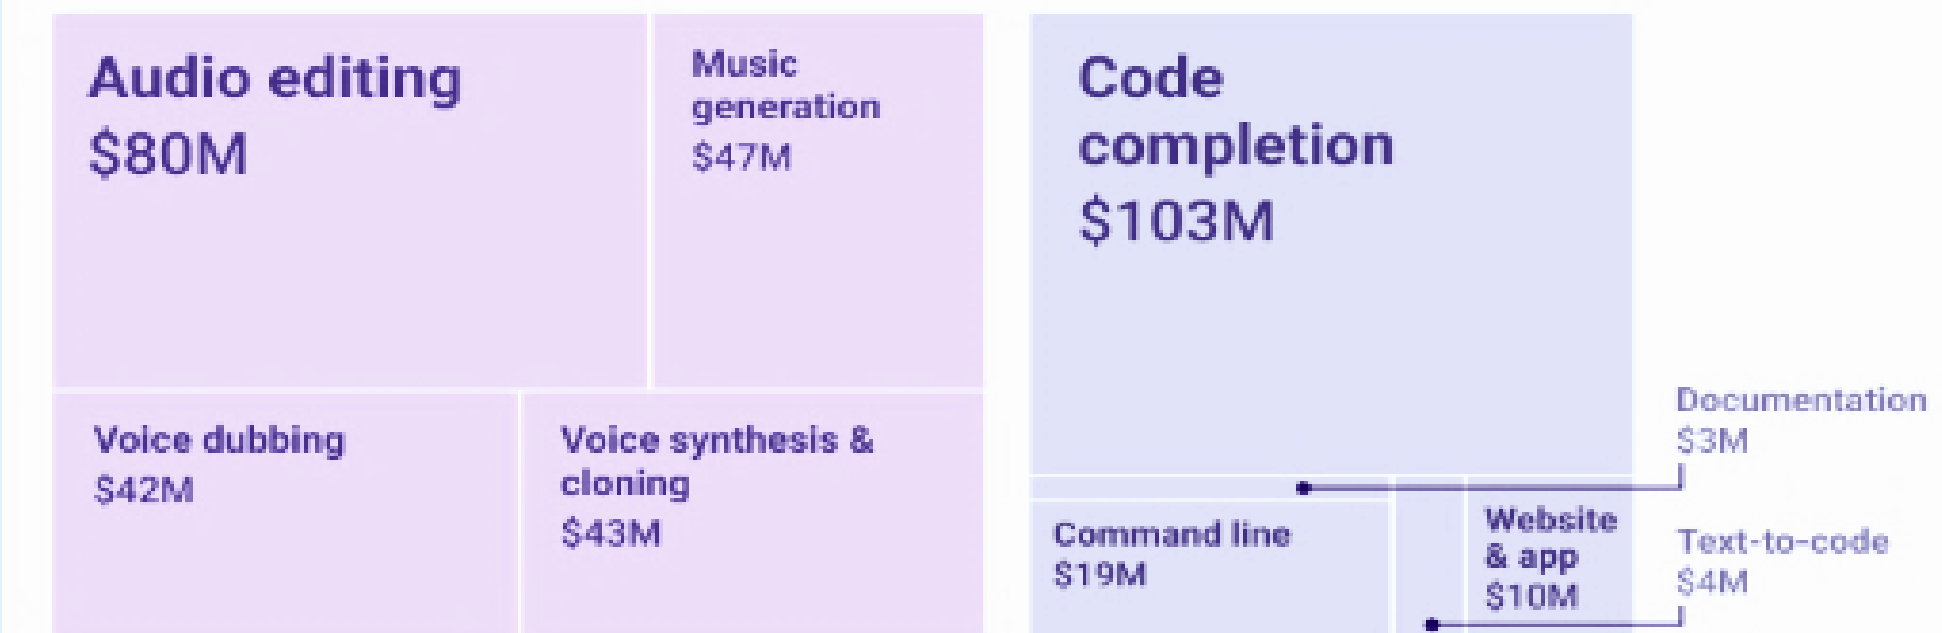 Audio editing
$80M
Music
generation
$47M
Voice dubbing
$42M
Voice synthesis &
cloning
$43M
Code
completion
$103M
Documentation
$3M
Command line
$19M
Website
& app
$10M
Text-to-code
$4M